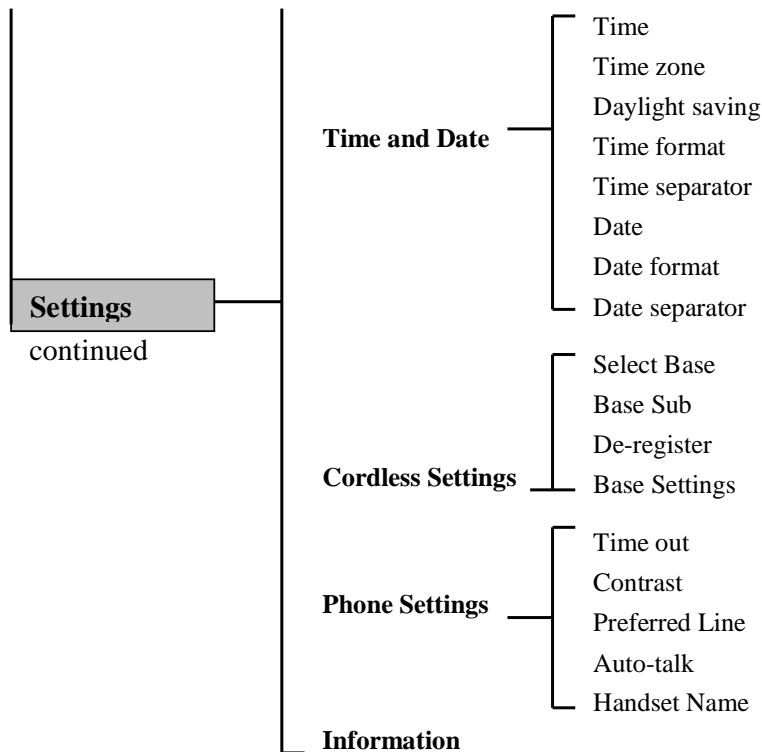 Settings
continued
Time and Date
Time
Time zone
Daylight saving
Time format
Time separator
Date
Date format
Date separator
Cordless Settings
Select Base
Base Sub
De-register
Base Settings
Phone Settings
Time out
Contrast
Preferred Line
Auto-talk
Handset Name
Information